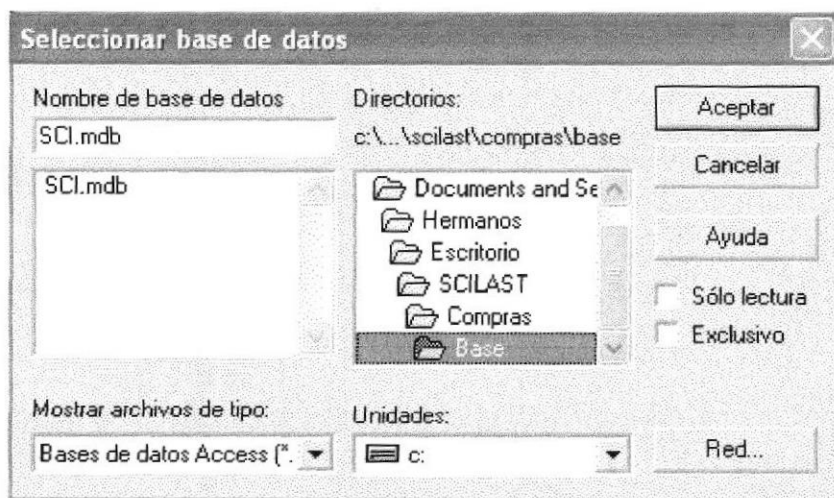 Seleccionar base de datos
Nombre de base de datos
SCI.mdb
SCI.mdb
Directorios:
c:\...\scilast\compras\base
Documents and Se
Hermanos
Escritorio
SCILAST
Compras
Base
Aceptar
Cancelar
Ayuda
Sólo lectura
Exclusivo
Mostrar archivos de tipo:
Bases de datos Access (*.
Unidades:
c:
Red...